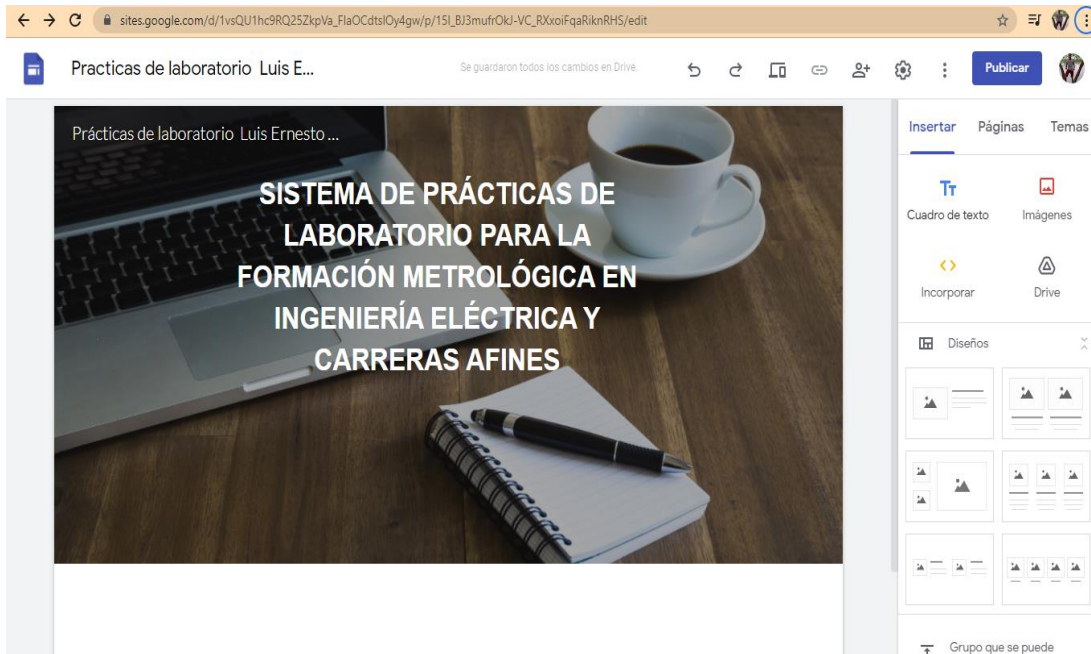 sites.google.com/d/1vsQU1hc9RQ25ZkpVa_FlaOCdtslOy4gw/p/15I_BJ3mufrOkJ-VC_RXxoiFqaRiknRHS/edit
Practicas de laboratorio Luis E...
Se guardaron todos los cambios en Drive.
Publicar
Prácticas de laboratorio Luis Ernesto ...
SISTEMA DE PRÁCTICAS DE
LABORATORIO PARA LA
FORMACIÓN METROLÓGICA EN
INGENIERÍA ELÉCTRICA Y
CARRERAS AFINES
Insertar Páginas Temas
Cuadro de texto Imágenes
Incorporar Drive
Diseños
Grupo que se puede